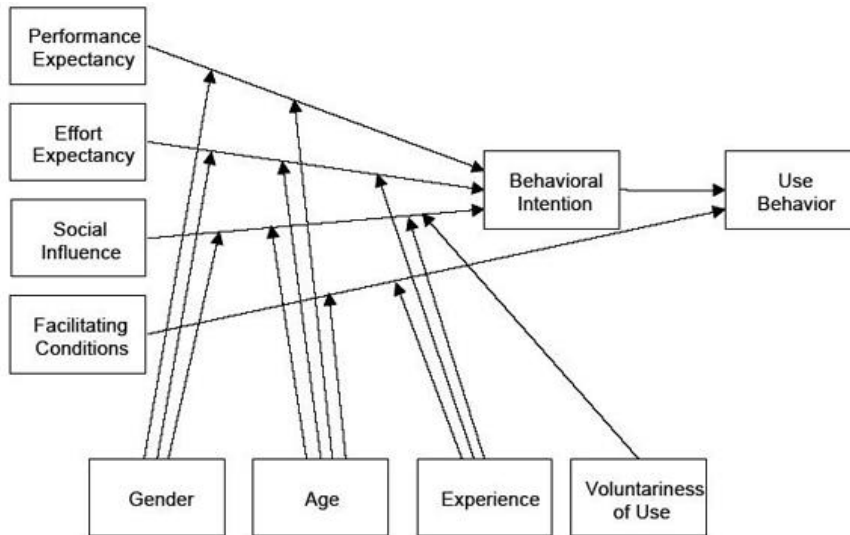 Performance
Expectancy
Effort
Expectancy
Social
Influence
Facilitating
Conditions
Behavioral
Intention
Use
Behavior
Gender
Age
Experience
Voluntariness
of Use